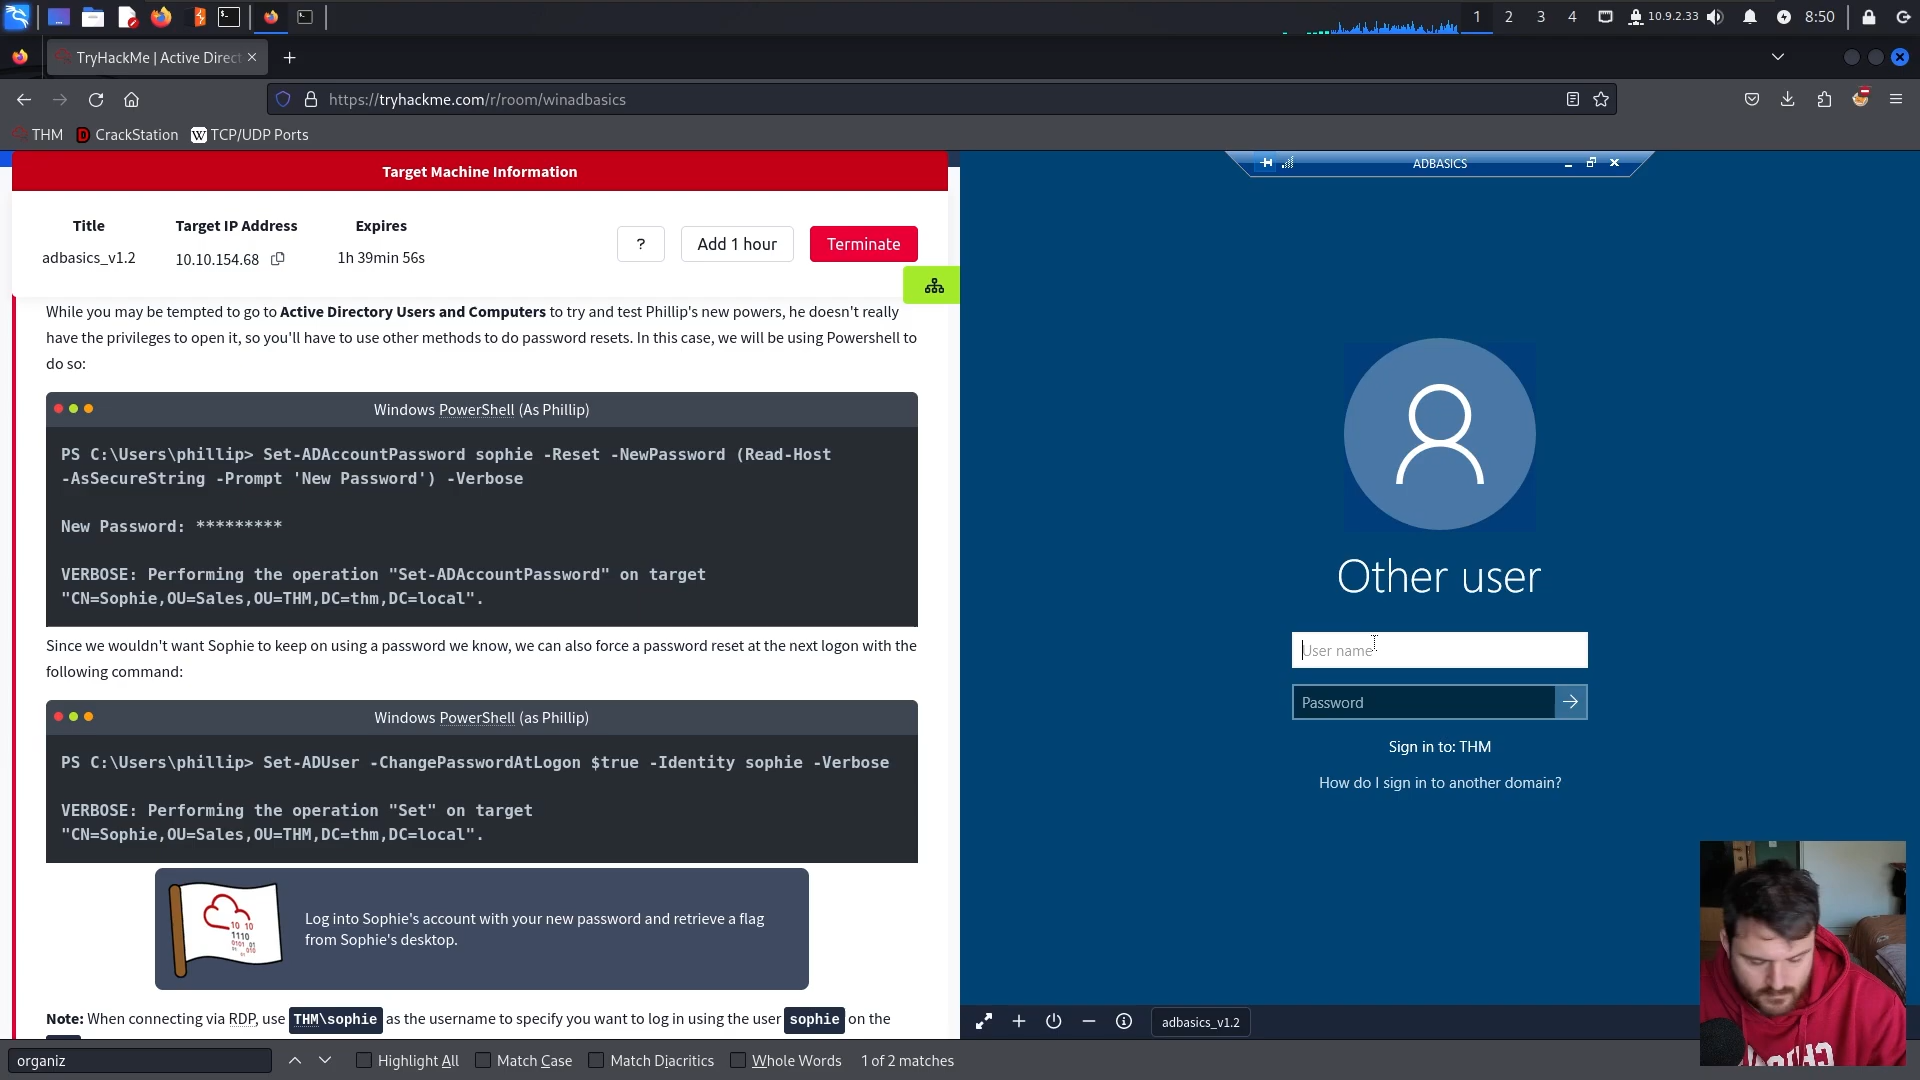 1
2
3
4
10.9.2.33
8:50
TryHackMe | Active Direct
https://tryhackme.com/r/room/winadbasics
THM
CrackStation
TCP/UDP Ports
Target Machine Information
Title
Target IP Address
Expires
adbasics_v1.2
10.10.154.68
1h 39min 56s
?
Add 1 hour
Terminate
While you may be tempted to go to Active Directory Users and Computers to try and test Phillip's new powers, he doesn't really
have the privileges to open it, so you'll have to use other methods to do password resets. In this case, we will be using Powershell to
do so:
Windows PowerShell (As Phillip)
PS C:\Users\phillip> Set-ADAccountPassword sophie -Reset -NewPassword (Read-Host
-AsSecureString -Prompt 'New Password') -Verbose
New Password: *********
VERBOSE: Performing the operation "Set-ADAccountPassword" on target
"CN=Sophie,OU=Sales,OU=THM,DC=thm,DC=local".
Since we wouldn't want Sophie to keep on using a password we know, we can also force a password reset at the next logon with the
following command:
Windows PowerShell (as Phillip)
PS C:\Users\phillip> Set-ADUser -ChangePasswordAtLogon $true -Identity sophie -Verbose
VERBOSE: Performing the operation "Set" on target
"CN=Sophie,OU=Sales,OU=THM,DC=thm,DC=local".
Log into Sophie's account with your new password and retrieve a flag
from Sophie's desktop.
Note: When connecting via RDP, use THM\sophie as the username to specify you want to log in using the user sophie on the
ADBASICS
Other user
User name
Password
Sign in to: THM
How do I sign in to another domain?
adbasics_v1.2
organiz
Highlight All
Match Case
Match Diacritics
Whole Words
1 of 2 matches